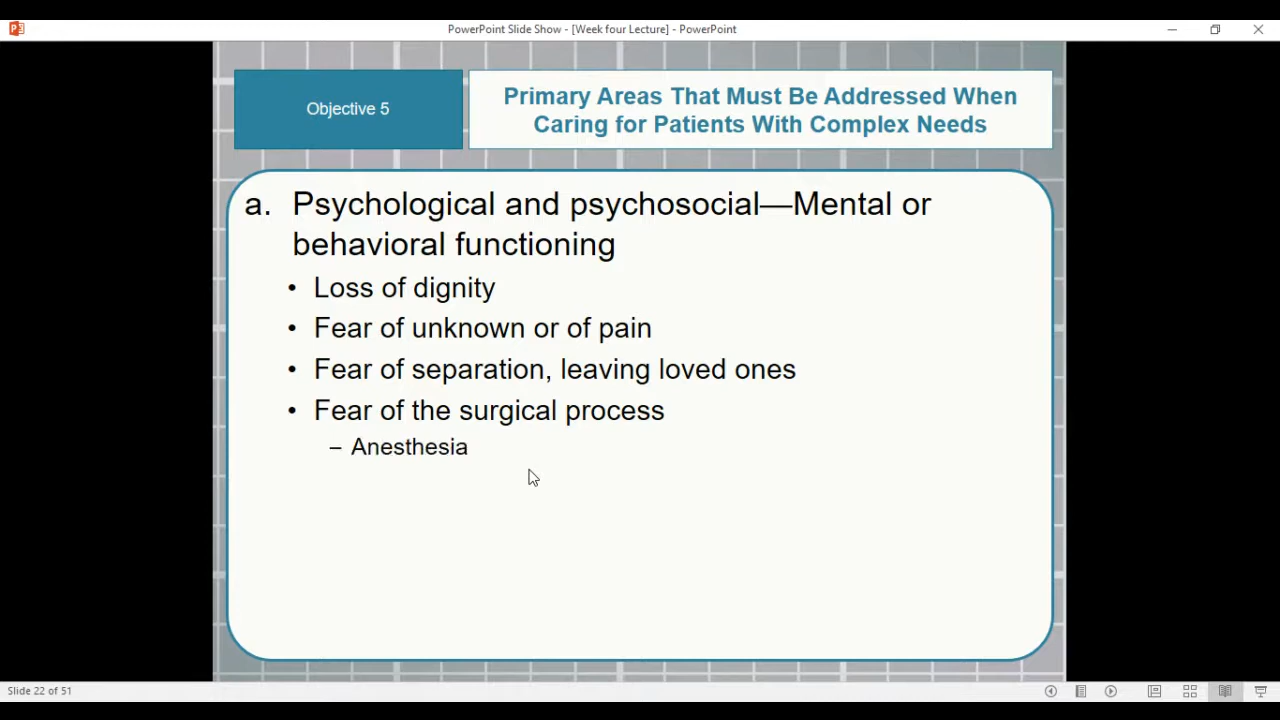 PowerPoint Slide Show - [Week four Lecture] - PowerPoint
Objective 5
Primary Areas That Must Be Addressed When
Caring for Patients With Complex Needs
a. Psychological and psychosocial—Mental or
behavioral functioning
• Loss of dignity
• Fear of unknown or of pain
• Fear of separation, leaving loved ones
• Fear of the surgical process
– Anesthesia
Slide 22 of 51